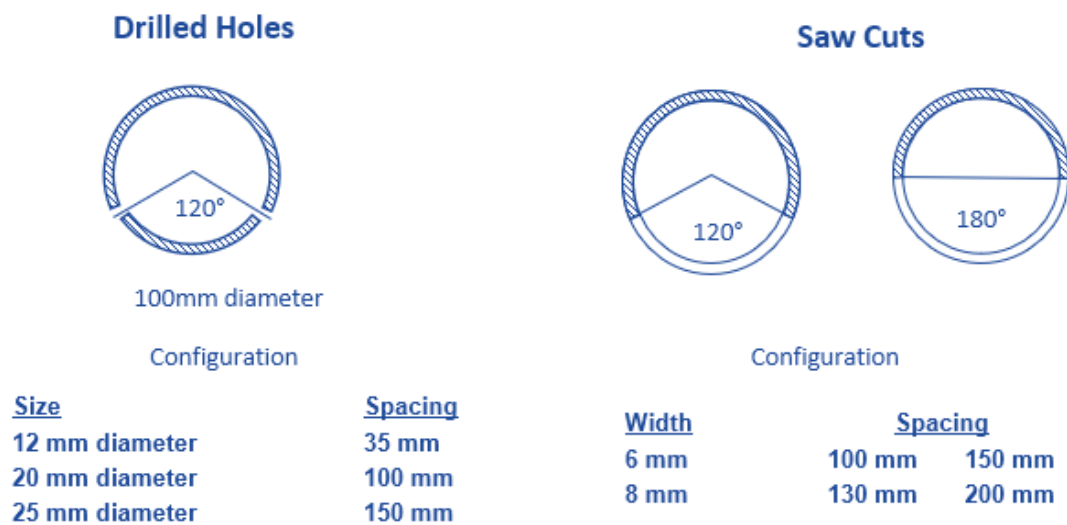 Drilled Holes
120°
100mm diameter
Configuration
Size Spacing
12 mm diameter 35 mm
20 mm diameter 100 mm
25 mm diameter 150 mm
Saw Cuts
120° 180°
Configuration
Width Spacing
6 mm 100 mm 150 mm
8 mm 130 mm 200 mm